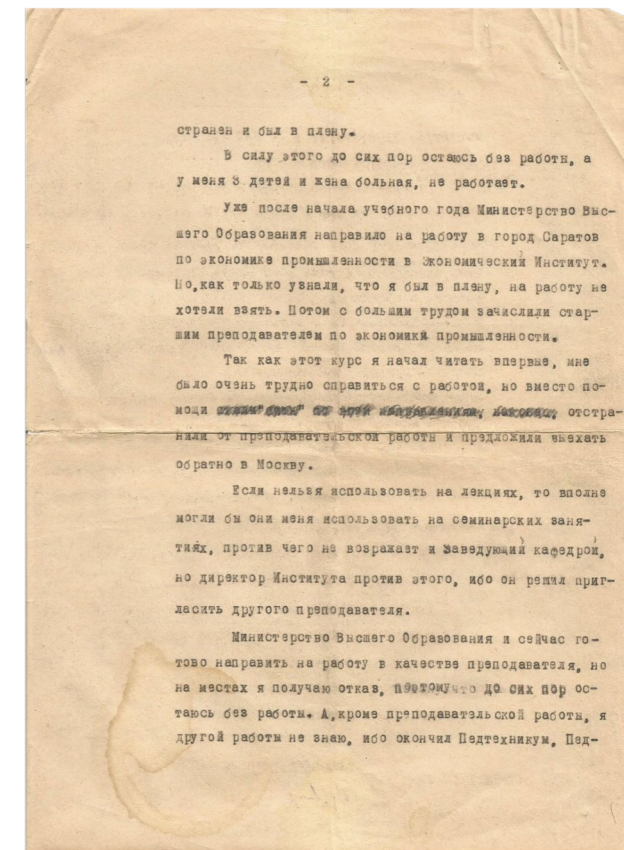 - 2 -
странен и был в плену.
В силу этого до сих пор остаюсь без работы, а
у меня 3 детей и жена больная, не работает.
Уже после начала учебного года Министерство Выс-
шего Образования направило на работу в город Саратов
по экономике промышленности в Экономический Институт.
Но,как только узнали, что я был в плену, на работу не
хотели взять. Потом с большим трудом зачислили стар-
шим преподавателем по экономики промышленности.
Так как этот курс я начал читать впервые, мне
было очень трудно справиться с работой, но вместо по-
мощи отстра-
нили от преподавательской работы и предложили выехать
обратно в Москву.
Если нельзя использовать на лекциях, то вполне
могли бы они меня использовать на семинарских заня-
тиях, против чего не возражает и Заведующий кафедрой,
но директор Института против этого, ибо он решил приг-
ласить другого преподавателя.
Министерство Высшего Образования и сейчас го-
тово направить на работу в качестве преподавателя, но
на местах я получаю отказ, до сих пор ос-
таюсь без работы. А,кроме преподавательской работы, я
другой работы не знаю, ибо окончил Педтехникум, Пед-